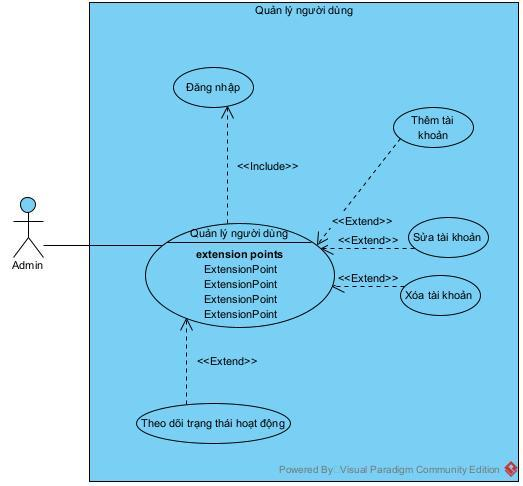 Quản lý người dùng
Đăng nhập
Thêm tài
khoản
<<Include>>
<<Extend>>
Sửa tài khoản
<<Extend>>
Quản lý người dùng
extension points
ExtensionPoint
ExtensionPoint
ExtensionPoint
ExtensionPoint
Admin
<<Extend>>
Xóa tài khoản
<<Extend>>
Theo dõi trạng thái hoạt động
Powered By: Visual Paradigm Community Edition